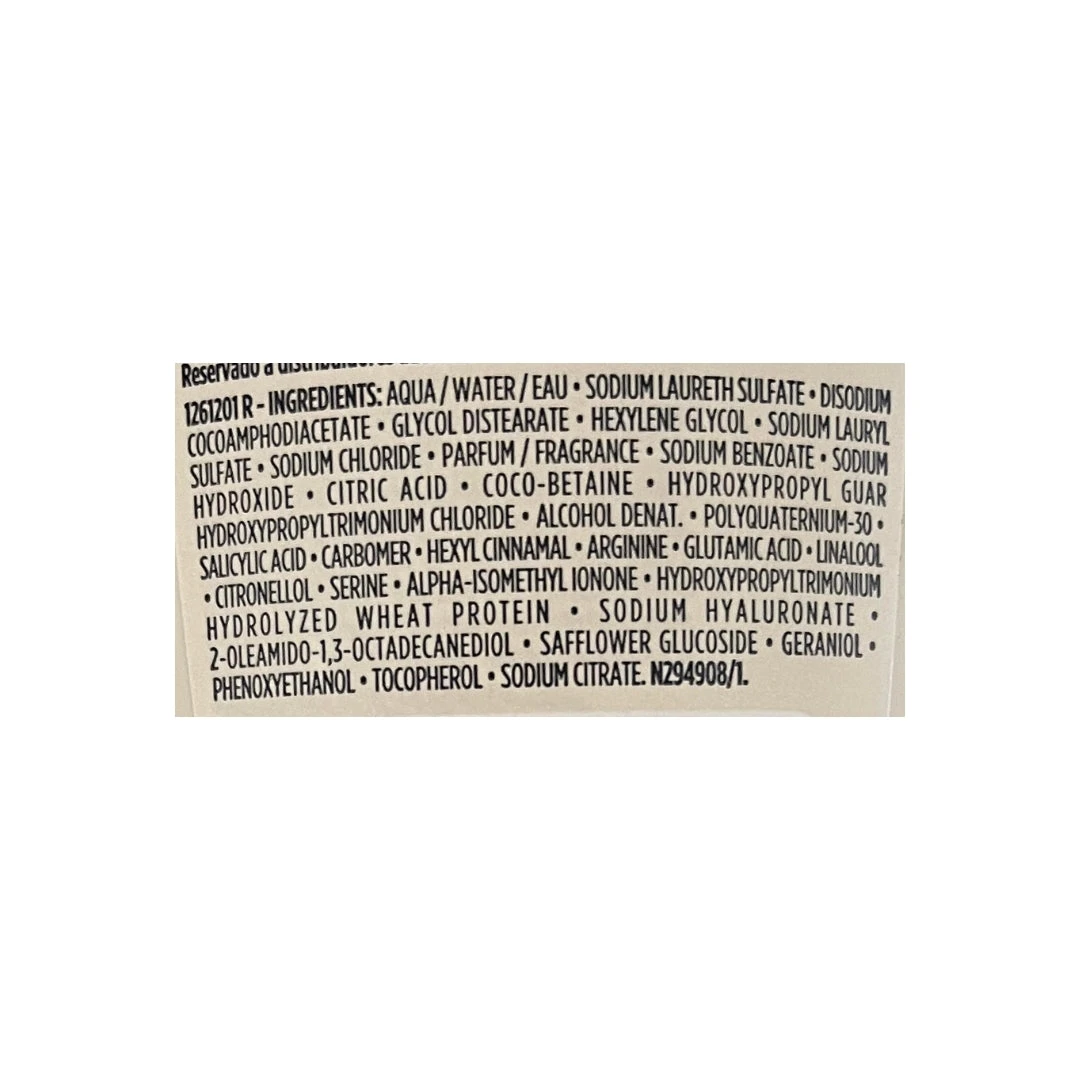 Reservado a
1261201 R - INGREDIENTS: AQUA / WATER / EAU • SODIUM LAURETH SULFATE • DISODIUM
COCOAMPHODIACETATE • GLYCOL DISTEARATE • HEXYLENE GLYCOL • SODIUM LAURYL
SULFATE • SODIUM CHLORIDE • PARFUM / FRAGRANCE • SODIUM BENZOATE • SODIUM
HYDROXIDE • CITRIC ACID • COCO-BETAINE • HYDROXYPROPYL GUAR
HYDROXYPROPYLTRIMONIUM CHLORIDE • ALCOHOL DENAT. • POLYQUATERNIUM-30 •
SALICYLIC ACID • CARBOMER • HEXYL CINNAMAL • ARGININE • GLUTAMIC ACID • LINALOOL
• CITRONELLOL • SERINE • ALPHA-ISOMETHYL IONONE • HYDROXYPROPYLTRIMONIUM
HYDROLYZED WHEAT PROTEIN • SODIUM HYALURONATE •
2-OLEAMIDO-1,3-OCTADECANEDIOL • SAFFLOWER GLUCOSIDE • GERANIOL •
PHENOXYETHANOL • TOCOPHEROL • SODIUM CITRATE. N294908/1.